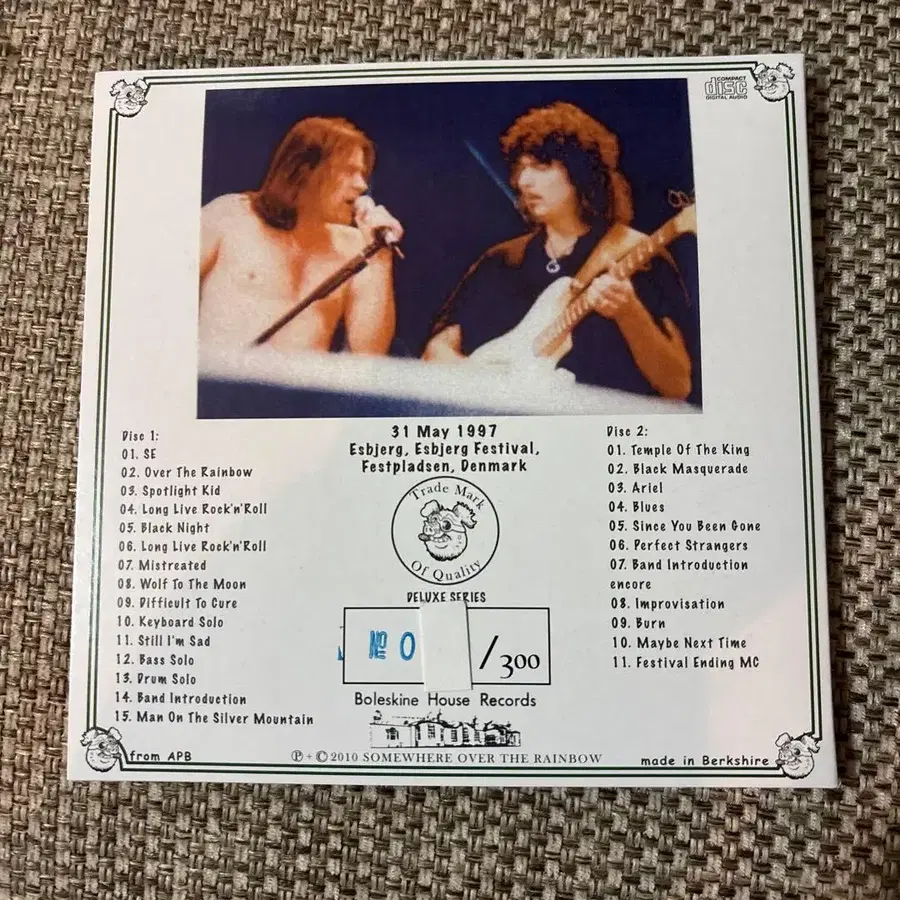 COMPACT
disc
DIGITAL AUDIO
31 May 1997
Esbjerg, Esbjerg Festival,
Festpladsen, Denmark
Disc 1:
01. SE
02. Over The Rainbow
03. Spotlight Kid
04. Long Live Rock'n'Roll
05. Black Night
06. Long Live Rock'n'Roll
07. Mistreated
08. Wolf To The Moon
09. Difficult To Cure
10. Keyboard Solo
11. Still I'm Sad
12. Bass Solo
13. Drum Solo
14. Band Introduction
15. Man On The Silver Mountain
Trade Mark
Of Quality
DELUXE SERIES
№ 0 /300
Boleskine House Records
Disc 2:
01. Temple Of The King
02. Black Masquerade
03. Ariel
04. Blues
05. Since You Been Gone
06. Perfect Strangers
07. Band Introduction
encore
08. Improvisation
09. Burn
10. Maybe Next Time
11. Festival Ending MC
from APB
℗ + © 2010 SOMEWHERE OVER THE RAINBOW
made in Berkshire